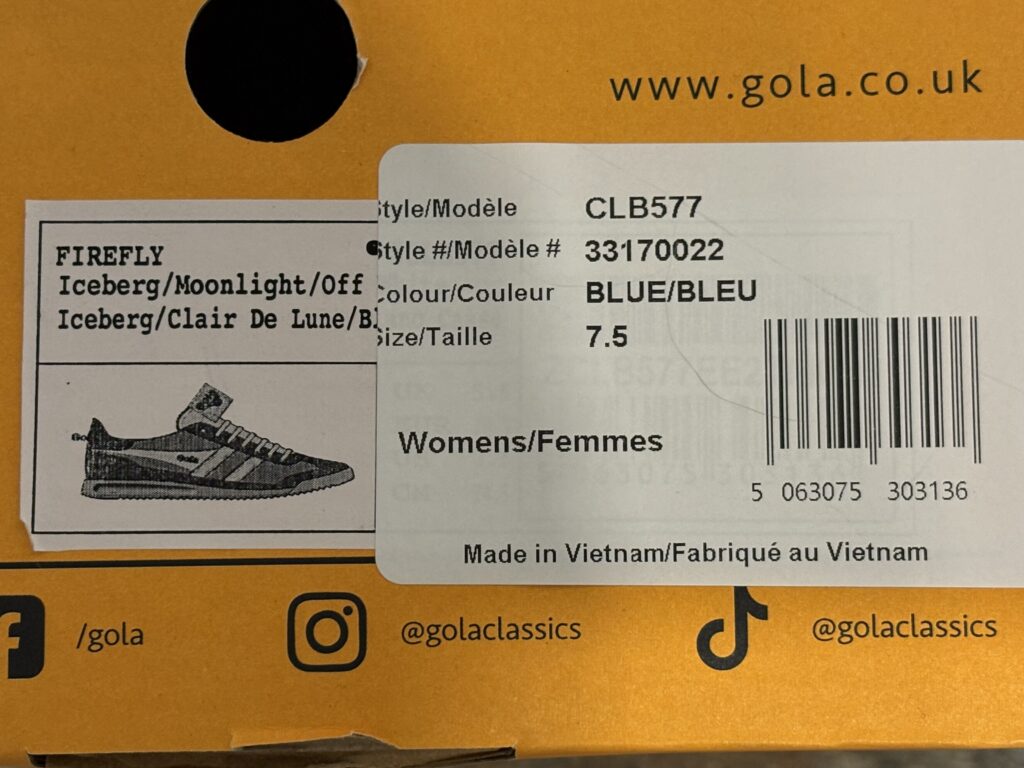 www.gola.co.uk
FIREFLY
Iceberg/Moonlight/Off
Iceberg/Clair De Lune/
Style/Modèle CLB577
Style #/Modèle # 33170022
Colour/Couleur BLUE/BLEU
Size/Taille 7.5
Womens/Femmes
5 063075 303136
Made in Vietnam/Fabriqué au Vietnam
/gola
@golaclassics
@golaclassics